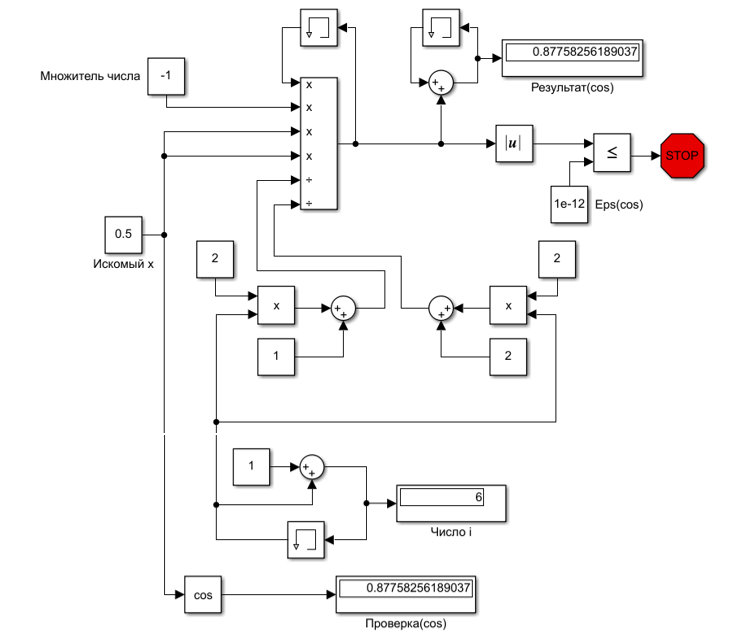 0.87758256189037
Результат(cos)
Множитель числа
-1
x
x
x
x
÷
÷
+
+
|u|
≤
STOP
1e-12
Eps(cos)
0.5
Искомый x
2
2
x
+
+
+
+
x
1
2
1
+
+
6
Число i
cos
0.87758256189037
Проверка(cos)